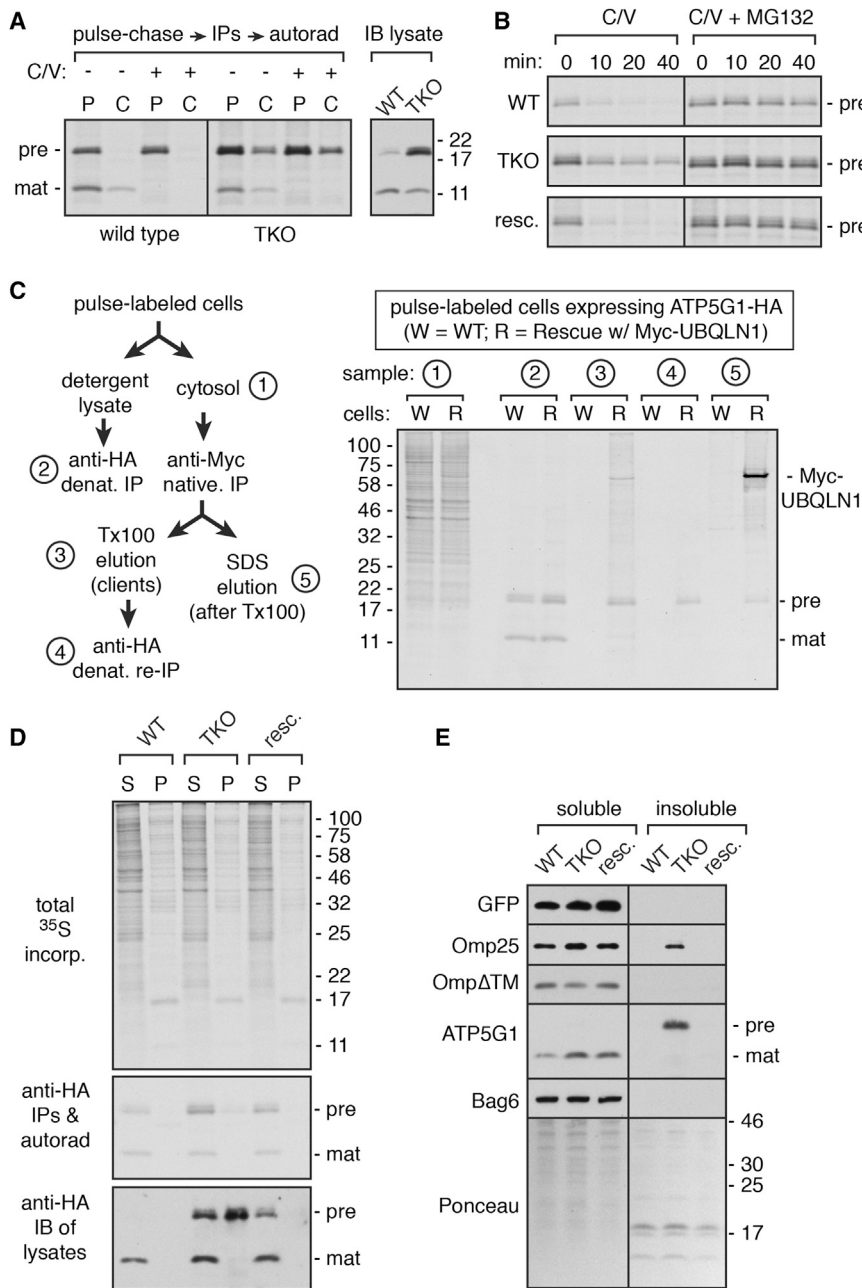 A
pulse-chase → IPs → autorad
IB lysate
C/V: - - + + - - + +
P C P C P C P C
WT TKO
pre -
mat -
- 22
- 17
- 11
wild type
TKO
B
C/V
C/V + MG132
min: 0 10 20 40 0 10 20 40
WT
- pre
TKO
- pre
resc.
- pre
C
pulse-labeled cells
detergent
lysate
cytosol 1
2 anti-HA
denat. IP
anti-Myc
native. IP
3 Tx100
elution
(clients)
SDS
elution
(after Tx100)
5
4 anti-HA
denat. re-IP
pulse-labeled cells expressing ATP5G1-HA
(W = WT; R = Rescue w/ Myc-UBQLN1)
sample: 1 2 3 4 5
cells: W R W R W R W R W R
100 -
75 -
58 -
46 -
32 -
25 -
22 -
17 -
11 -
- Myc-
UBQLN1
- pre
- mat
D
WT TKO resc.
S P S P S P
total
35S
incorp.
- 100
- 75
- 58
- 46
- 32
- 25
- 22
- 17
- 11
anti-HA
IPs &
autorad
- pre
- mat
anti-HA
IB of
lysates
- pre
- mat
E
soluble insoluble
WT TKO resc. WT TKO resc.
GFP
Omp25
OmpΔTM
ATP5G1
- pre
- mat
Bag6
Ponceau
- 46
- 30
- 25
- 17